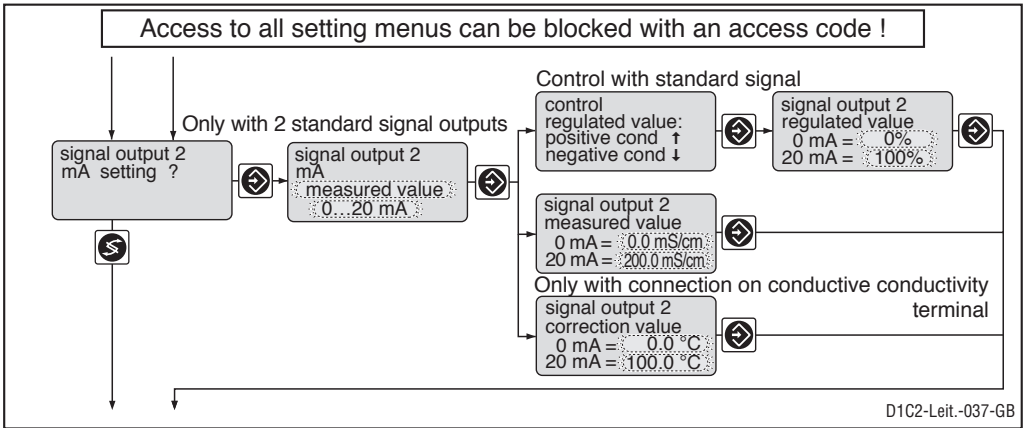 Access to all setting menus can be blocked with an access code !
Only with 2 standard signal outputs
signal output 2
mA setting ?
signal output 2
mA
measured value
0...20 mA
Control with standard signal
control
regulated value:
positive cond ↑
negative cond ↓
signal output 2
regulated value
0 mA = 0%
20 mA = 100%
signal output 2
measured value
0 mA = 0.0 mS/cm
20 mA = 200.0 mS/cm
Only with connection on conductive conductivity
terminal
signal output 2
correction value
0 mA = 0.0 °C
20 mA = 100.0 °C
D1C2-Leit.-037-GB